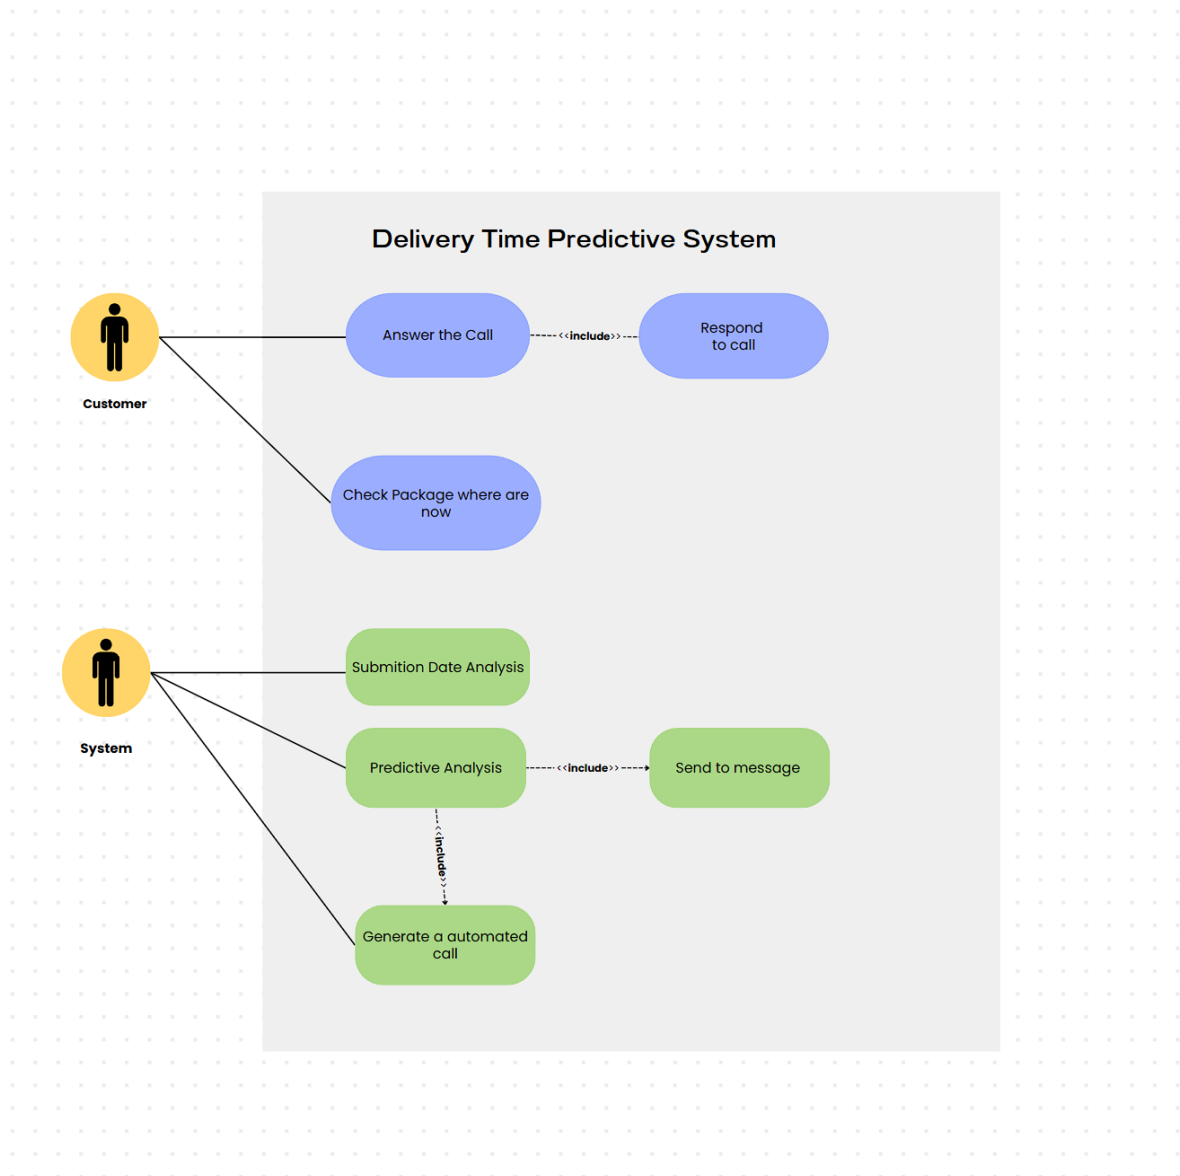 Delivery Time Predictive System
Answer the Call
<<include>>
Respond
to call
Customer
Check Package where are
now
Submition Date Analysis
System
Predictive Analysis
<<include>>
Send to message
<<include>>
Generate a automated
call